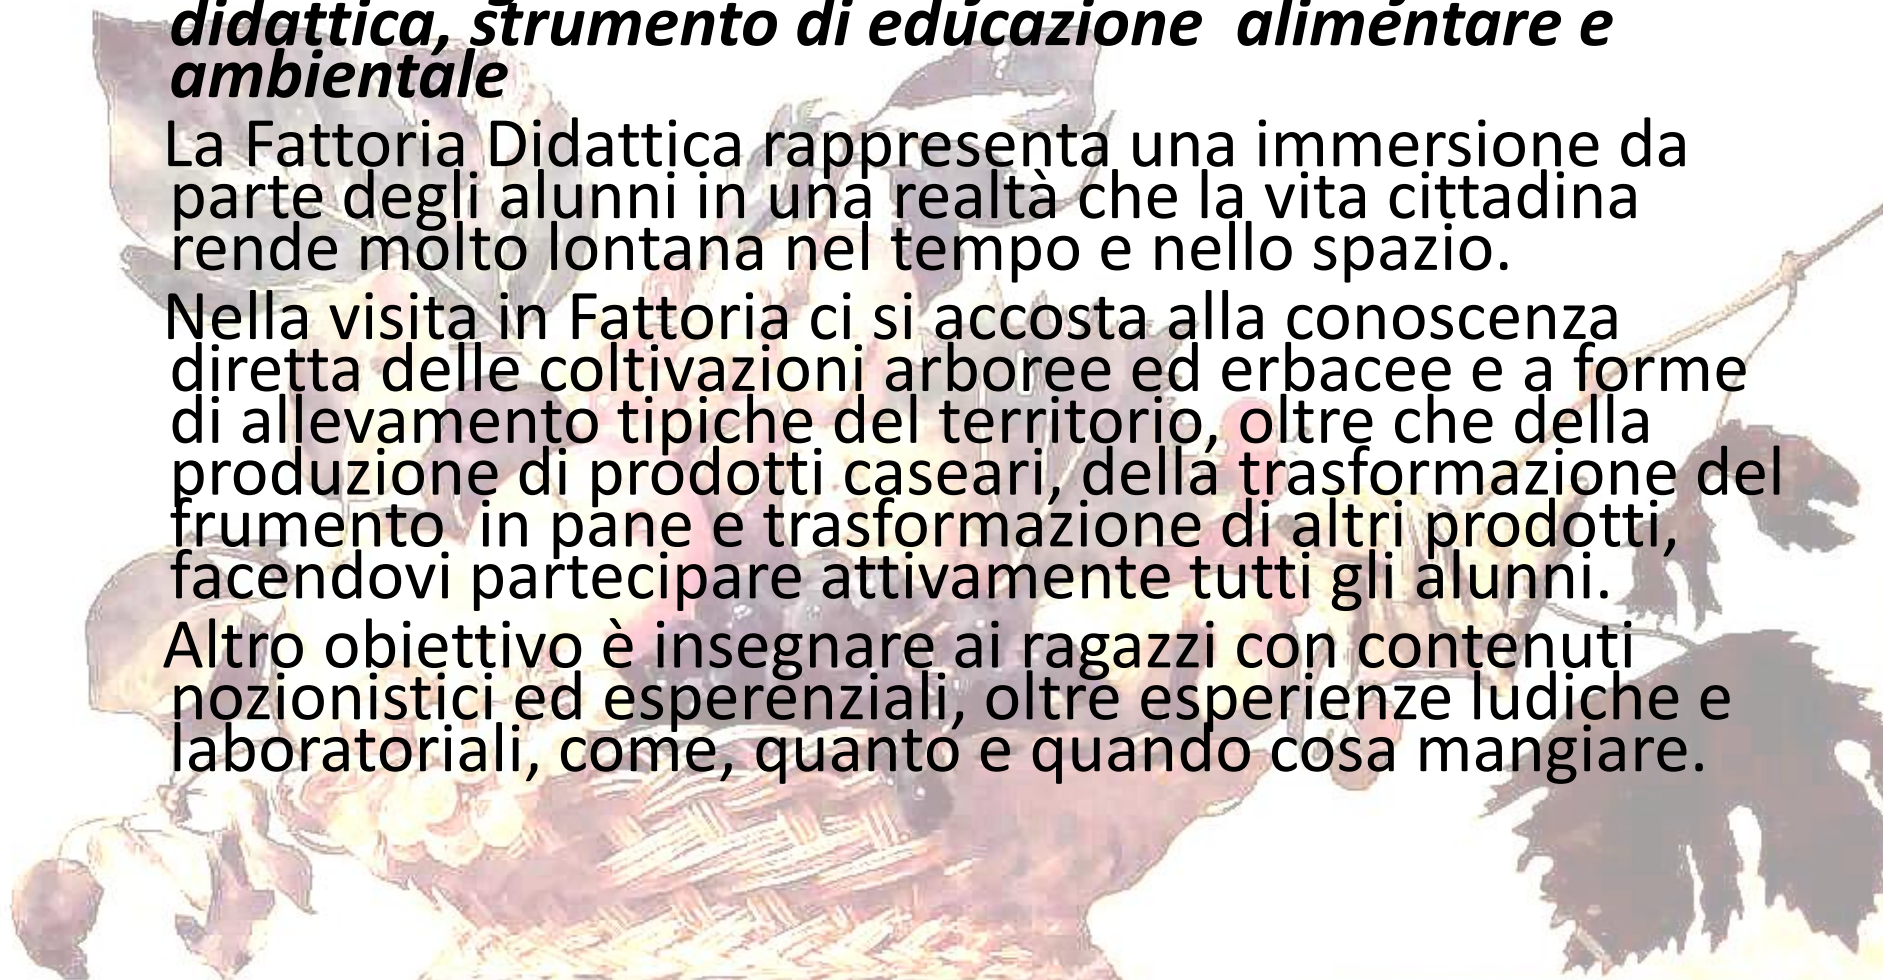 didattica, strumento di educazione  alimentare e
ambientale
La Fattoria Didattica rappresenta una immersione da
parte degli alunni in una realtà che la vita cittadina
rende molto lontana nel tempo e nello spazio.
Nella visita in Fattoria ci si accosta alla conoscenza
diretta delle coltivazioni arboree ed erbacee e a forme
di allevamento tipiche del territorio, oltre che della
produzione di prodotti caseari, della trasformazione del
frumento  in pane e trasformazione di altri prodotti,
facendovi partecipare attivamente tutti gli alunni.
Altro obiettivo è insegnare ai ragazzi con contenuti
nozionistici ed esperenziali, oltre esperienze ludiche e
laboratoriali, come, quanto e quando cosa mangiare.